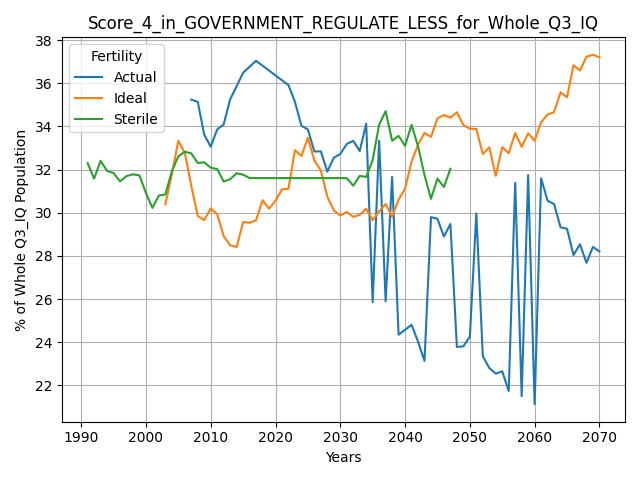 Score_4_in_GOVERNMENT_REGULATE_LESS_for_Whole_Q3_IQ
Fertility
Actual
Ideal
Sterile
% of Whole Q3_IQ Population
38
36
34
32
30
28
26
24
22
1990 2000 2010 2020 2030 2040 2050 2060 2070
Years